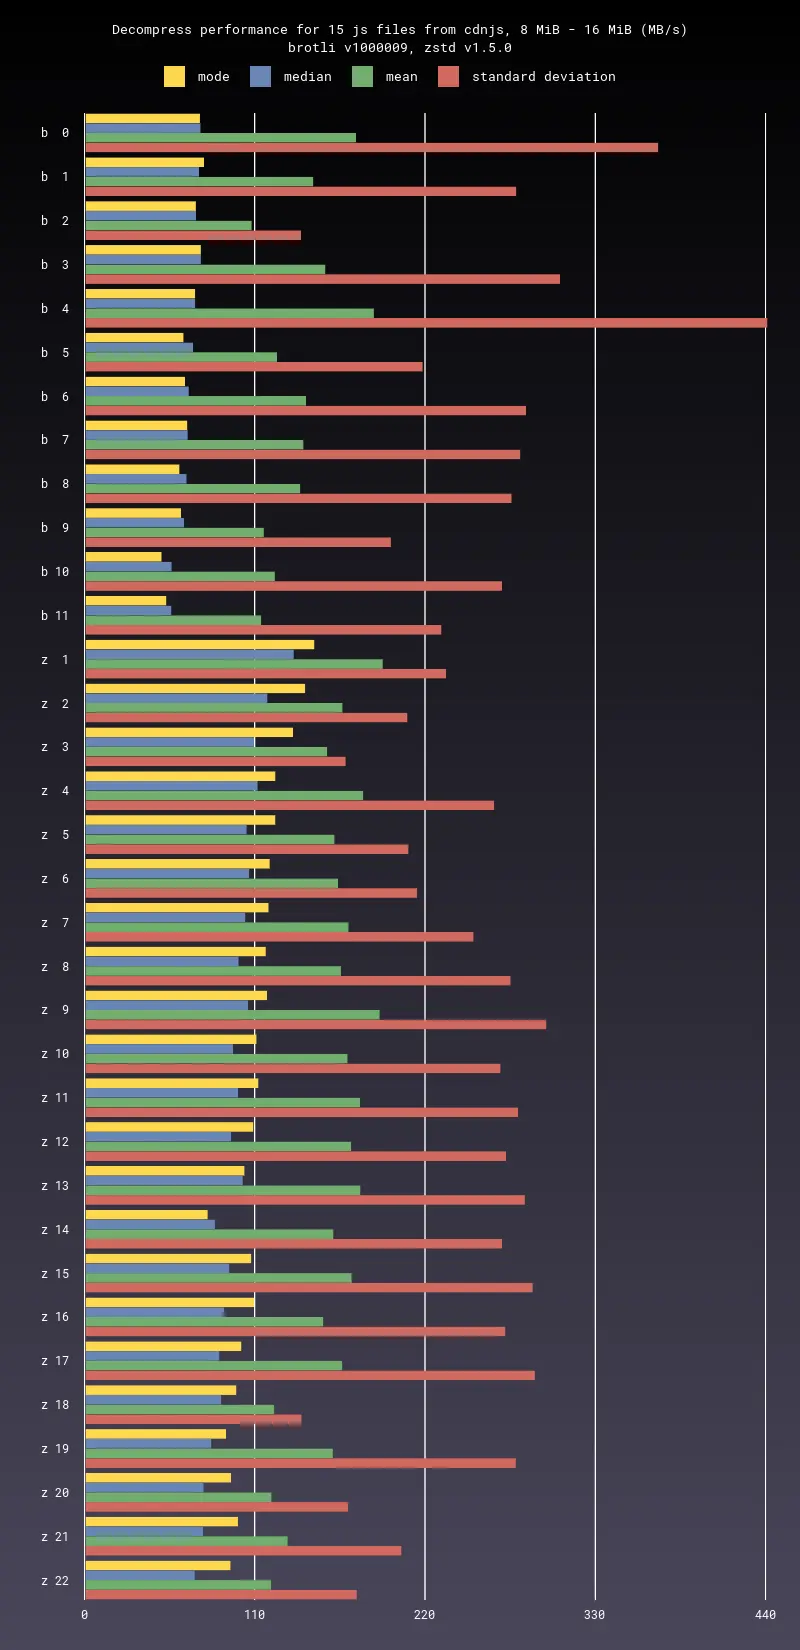 Decompress performance for 15 js files from cdnjs, 8 MiB - 16 MiB (MB/s)
brotli v1000009, zstd v1.5.0
mode median mean standard deviation
b 0
b 1
b 2
b 3
b 4
b 5
b 6
b 7
b 8
b 9
b 10
b 11
z 1
z 2
z 3
z 4
z 5
z 6
z 7
z 8
z 9
z 10
z 11
z 12
z 13
z 14
z 15
z 16
z 17
z 18
z 19
z 20
z 21
z 22
0 110 220 330 440